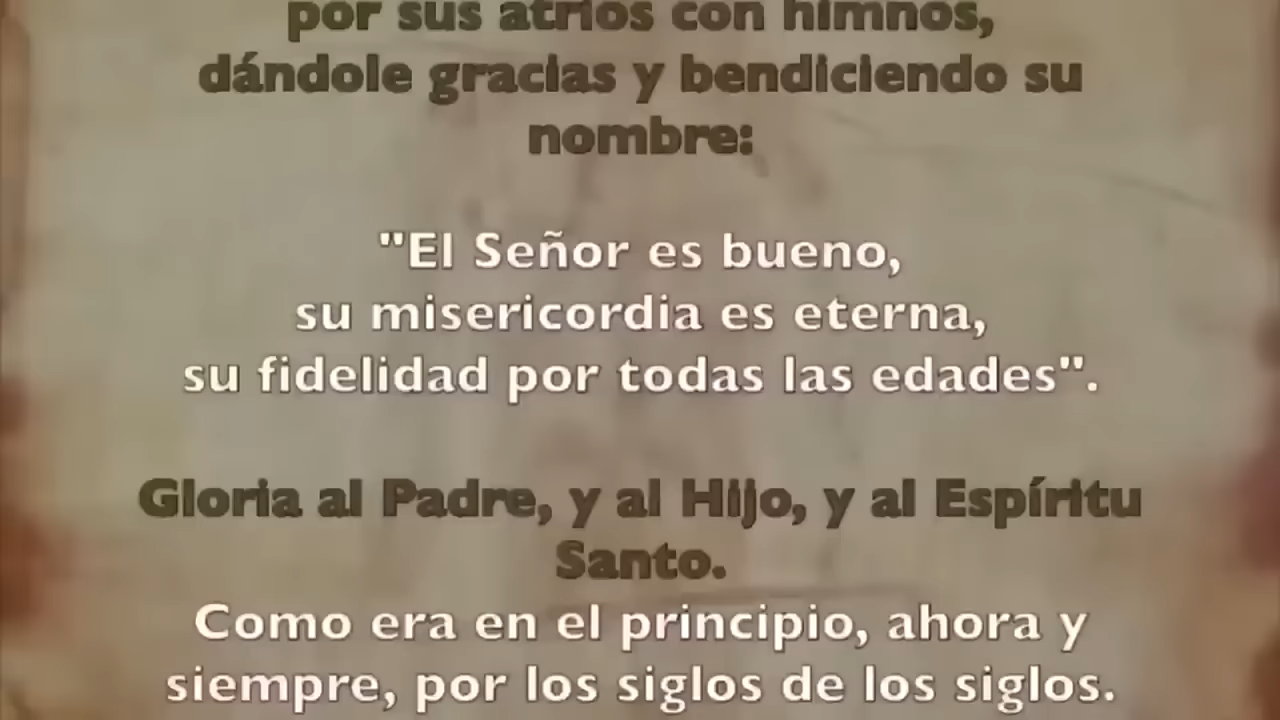 por sus atrios con himnos,
dándole gracias y bendiciendo su
nombre:
"El Señor es bueno,
su misericordia es eterna,
su fidelidad por todas las edades".
Gloria al Padre, y al Hijo, y al Espíritu
Santo.
Como era en el principio, ahora y
siempre, por los siglos de los siglos.